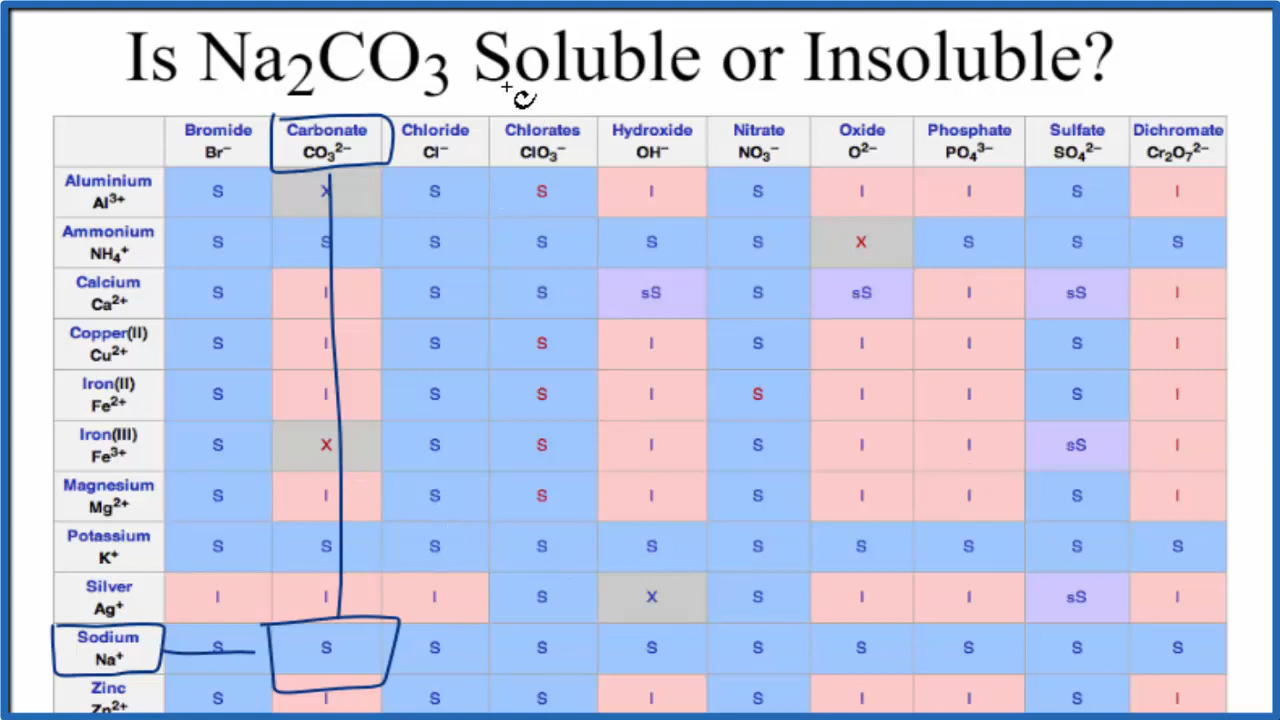 Is Na₂CO₃ Soluble or Insoluble?
Bromide Carbonate Chloride Chlorates Hydroxide Nitrate Oxide Phosphate Sulfate Dichromate
Br⁻ CO₃²⁻ Cl⁻ ClO₃⁻ OH⁻ NO₃⁻ O²⁻ PO₄³⁻ SO₄²⁻ Cr₂O₇²⁻
Aluminium
Al³⁺ S X S S I S I I S I
Ammonium
NH₄⁺ S S S S S S X S S S
Calcium
Ca²⁺ S I S S sS S sS I sS I
Copper(II)
Cu²⁺ S I S S I S I I S I
Iron(II)
Fe²⁺ S I S S I S I I S I
Iron(III)
Fe³⁺ S X S S I S I I sS I
Magnesium
Mg²⁺ S I S S I S I I S I
Potassium
K⁺ S S S S S S S S S S
Silver
Ag⁺ I I I S X S I I sS I
Sodium
Na⁺ S S S S S S S S S S
Zinc
Zn²⁺ S I S S I S I I S I